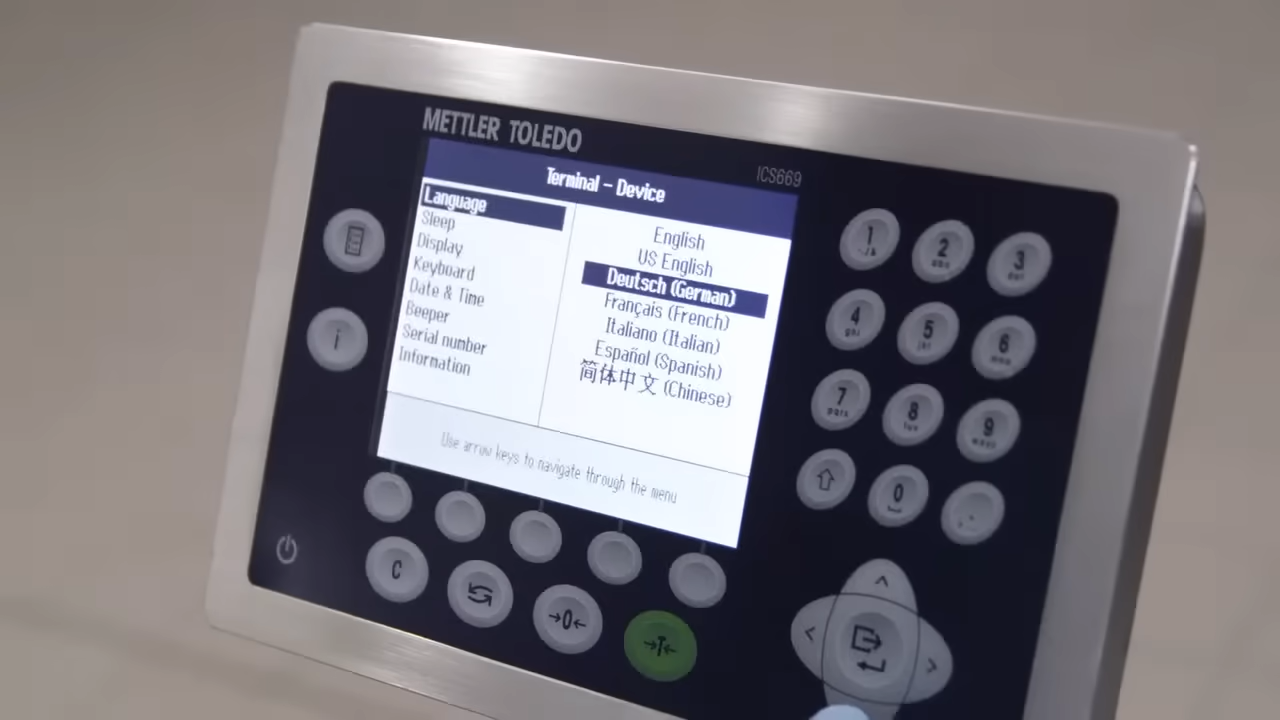 METTLER TOLEDO
ICS669
Terminal – Device
Language
Sleep
Display
Keyboard
Date & Time
Beeper
Serial number
Information
English
US English
Deutsch (German)
Français (French)
Italiano (Italian)
Español (Spanish)
简体中文 (Chinese)
Use arrow keys to navigate through the menu
1
2 abc
3
4 ghi
5 jkl
6 mno
7 pqrs
8 tuv
9 wxyz
0
i
C
→0←
→T←